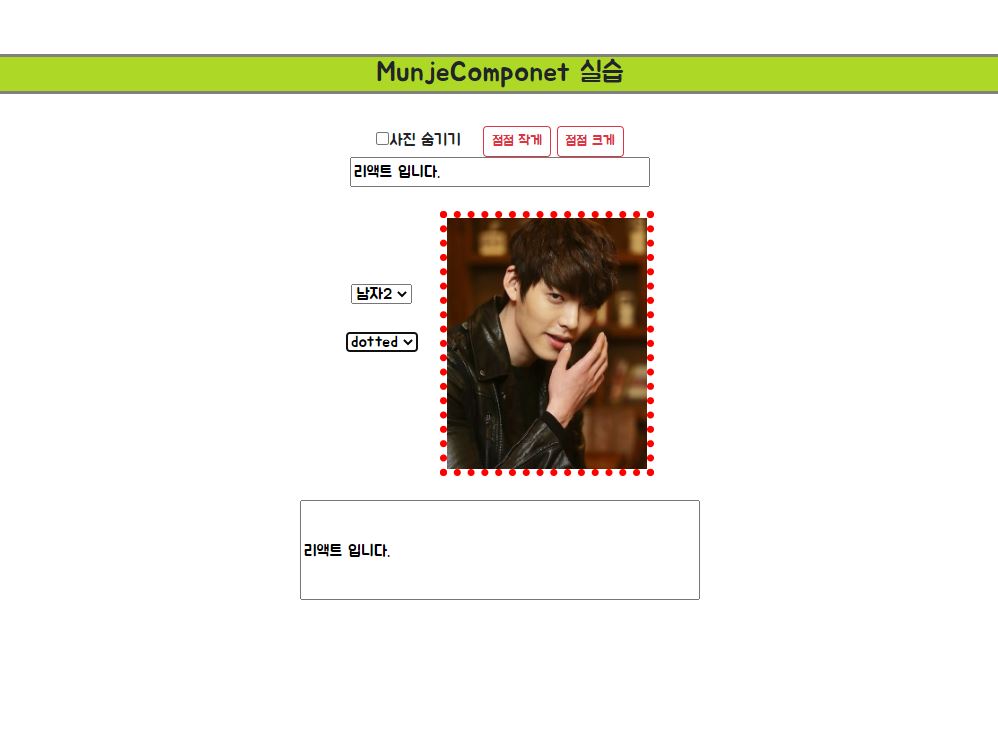 MunjeComponet 실습
사진 숨기기 점점 작게 점점 크게
리액트 입니다.
남자2
dotted
리액트 입니다.